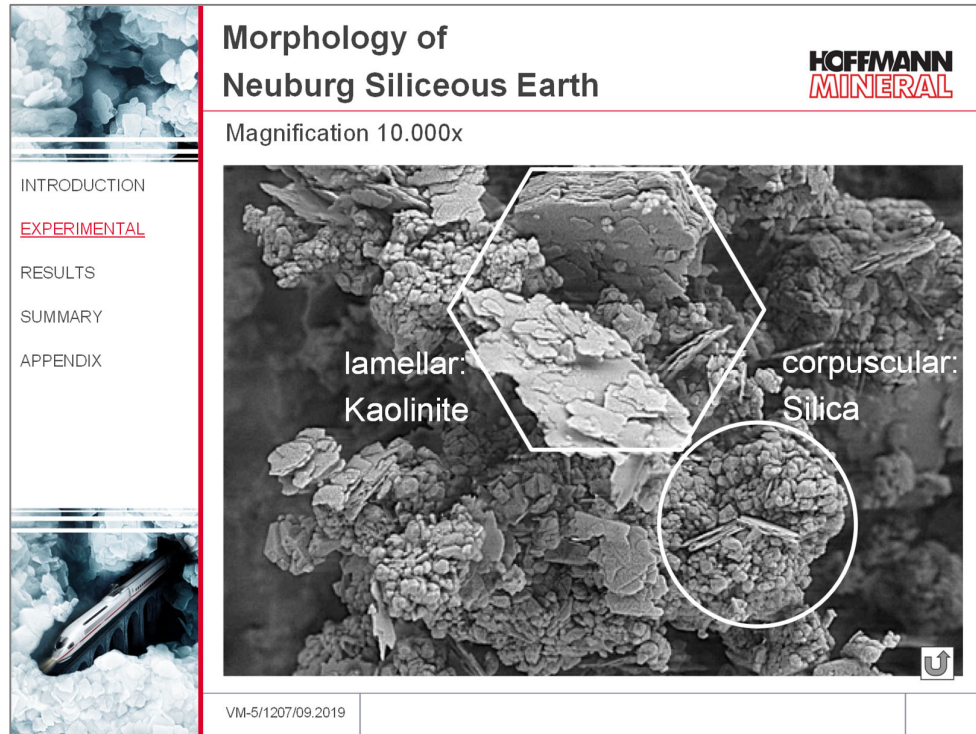 Morphology of
Neuburg Siliceous Earth
HOFFMANN
MINERAL
Magnification 10.000x
INTRODUCTION
EXPERIMENTAL
RESULTS
SUMMARY
APPENDIX
lamellar:
Kaolinite
corpuscular:
Silica
VM-5/1207/09.2019